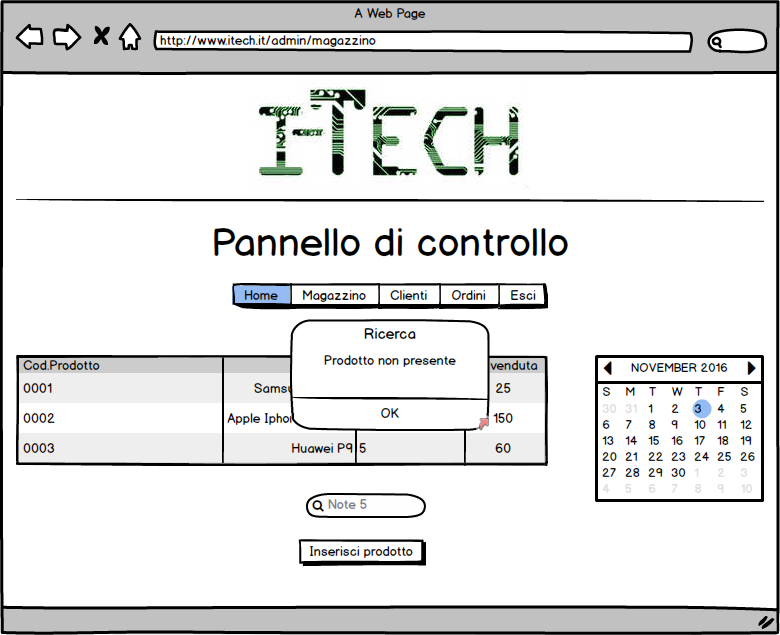 A Web Page
http://www.itech.it/admin/magazzino
I-TECH
Pannello di controllo
Home Magazzino Clienti Ordini Esci
Ricerca
Prodotto non presente
OK
Cod.Prodotto venduta
0001 Samsu 25
0002 Apple Iphon 150
0003 Huawei P9 5 60
NOVEMBER 2016
S M T W T F S
30 31 1 2 3 4 5
6 7 8 9 10 11 12
13 14 15 16 17 18 19
20 21 22 23 24 25 26
27 28 29 30 1 2 3
4 5 6 7 8 9 10
Note 5
Inserisci prodotto